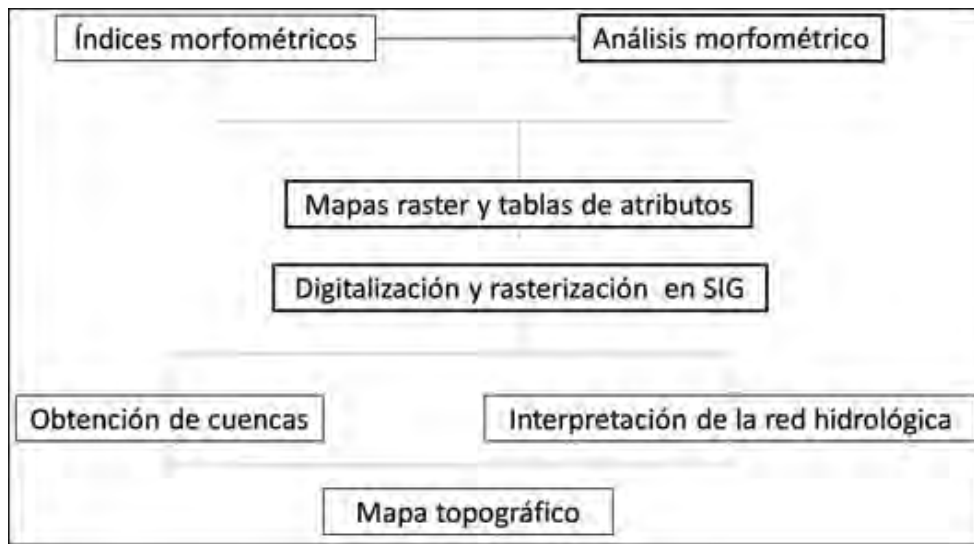 Índices morfométricos
Análisis morfométrico
Mapas raster y tablas de atributos
Digitalización y rasterización en SIG
Obtención de cuencas
Interpretación de la red hidrológica
Mapa topográfico